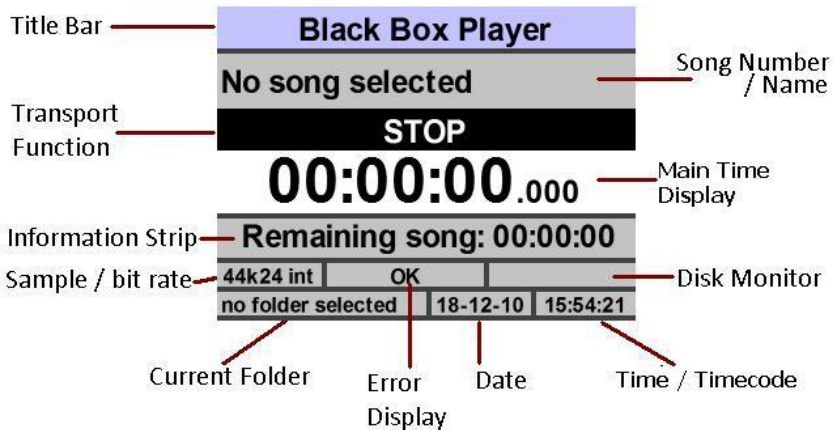 Title Bar
Black Box Player
No song selected
Song Number
/ Name
Transport
Function
STOP
00:00:00.000
Main Time
Display
Information Strip
Remaining song: 00:00:00
Sample / bit rate
44k24 int
OK
Disk Monitor
no folder selected
18-12-10
15:54:21
Current Folder
Error
Display
Date
Time / Timecode